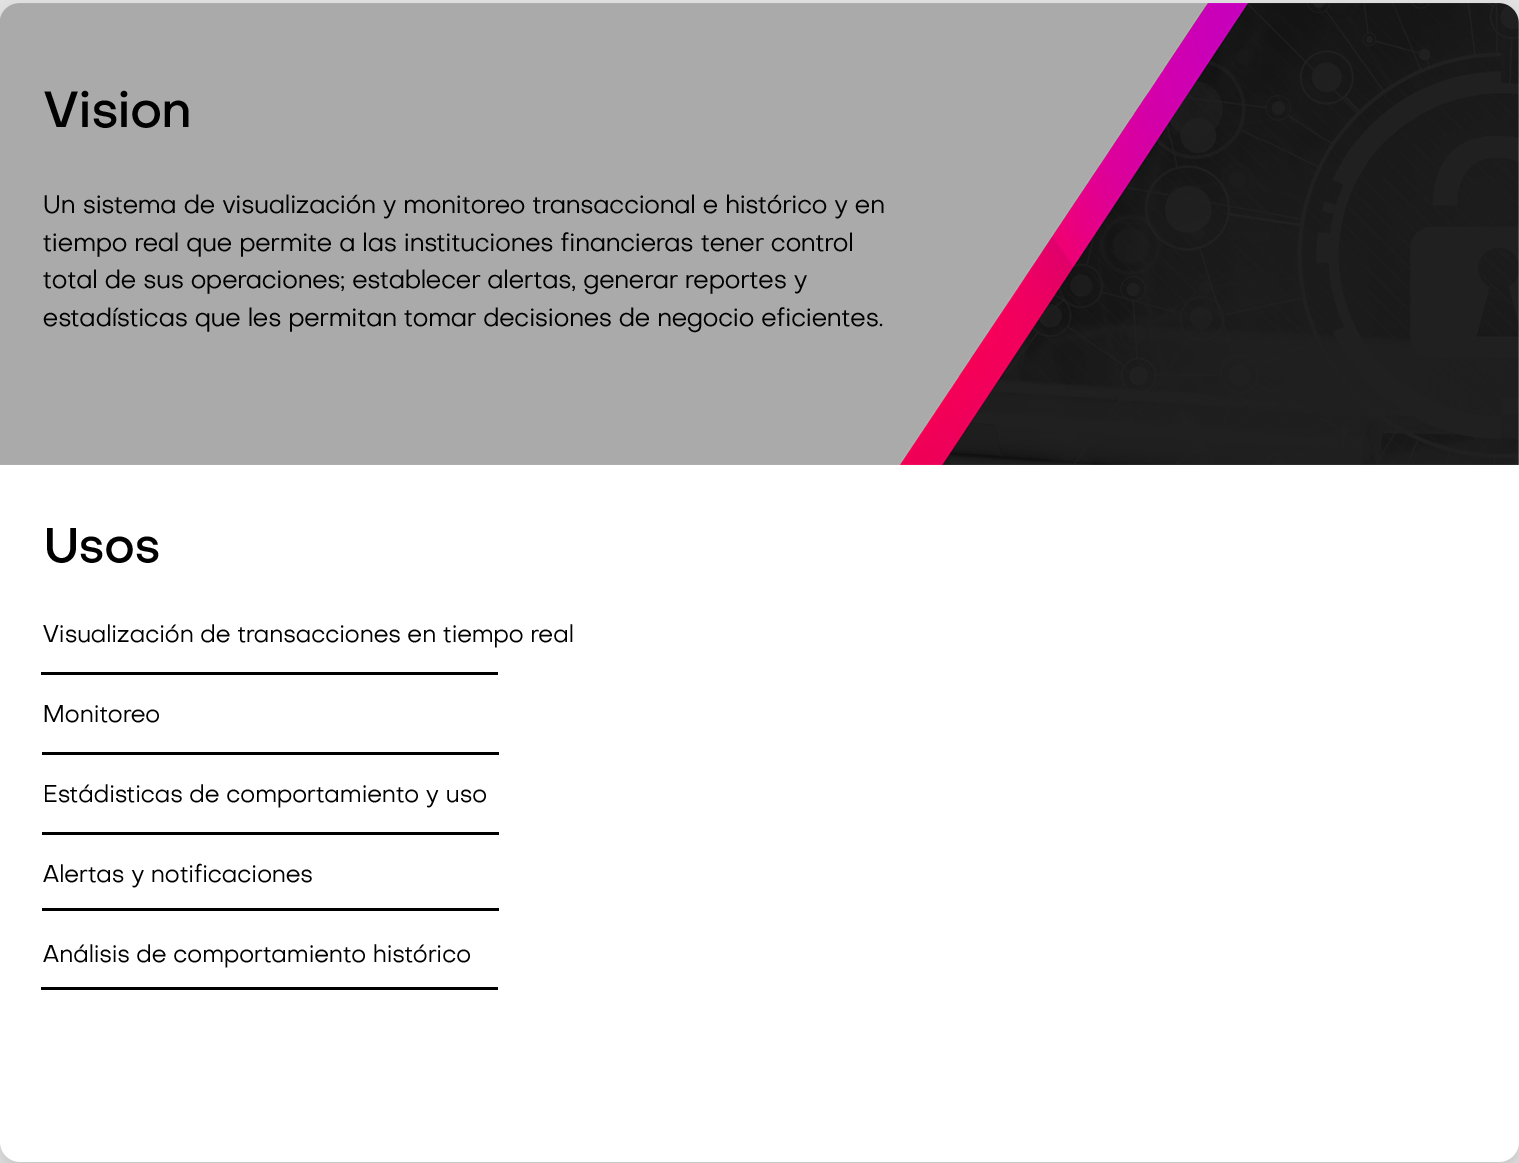 Vision
Un sistema de visualización y monitoreo transaccional e histórico y en
tiempo real que permite a las instituciones financieras tener control
total de sus operaciones; establecer alertas, generar reportes y
estadísticas que les permitan tomar decisiones de negocio eficientes.
Usos
Visualización de transacciones en tiempo real
Monitoreo
Estádisticas de comportamiento y uso
Alertas y notificaciones
Análisis de comportamiento histórico